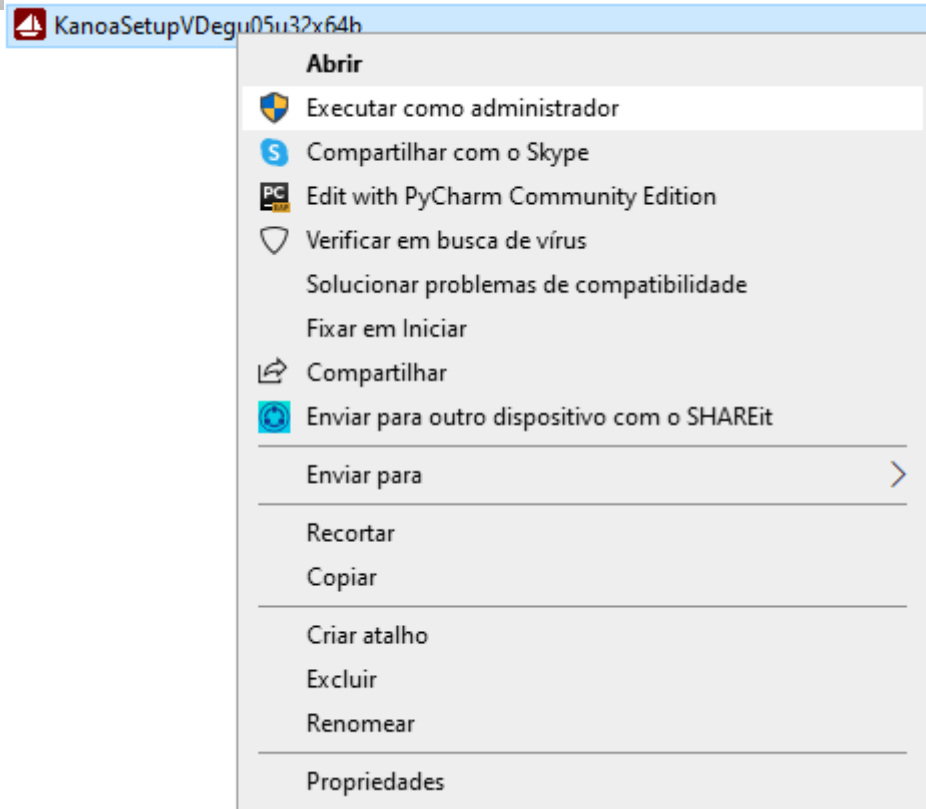 KanoaSetupVDegu05u32x64b
Abrir
Executar como administrador
S Compartilhar com o Skype
PC Edit with PyCharm Community Edition
Verificar em busca de vírus
Solucionar problemas de compatibilidade
Fixar em Iniciar
Compartilhar
Enviar para outro dispositivo com o SHAREit
Enviar para
Recortar
Copiar
Criar atalho
Excluir
Renomear
Propriedades